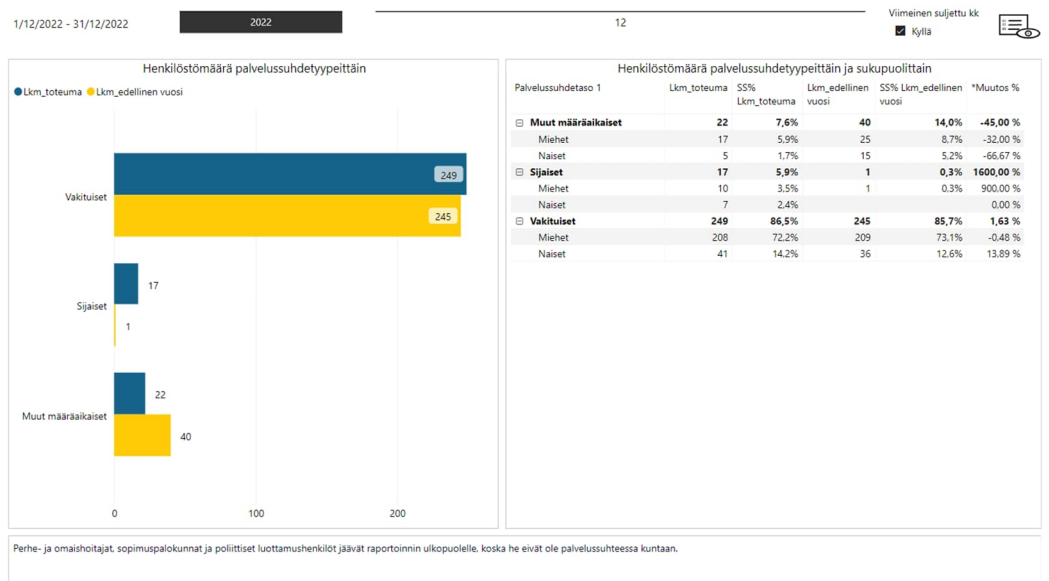 1/12/2022 - 31/12/2022
2022
12
Viimeinen suljettu kk
Kyllä
Henkilöstömäärä palvelussuhdetyypeittäin
Lkm_toteuma Lkm_edellinen vuosi
Vakituiset
249
245
Sijaiset
17
1
Muut määräaikaiset
22
40
0 100 200
Henkilöstömäärä palvelussuhdetyypeittäin ja sukupuolittain
Palvelussuhdetaso 1 Lkm_toteuma SS% Lkm_edellinen SS% Lkm_edellinen *Muutos %
Lkm_toteuma vuosi vuosi
Muut määräaikaiset 22 7,6% 40 14,0% -45,00 %
Miehet 17 5,9% 25 8,7% -32,00 %
Naiset 5 1,7% 15 5,2% -66,67 %
Sijaiset 17 5,9% 1 0,3% 1600,00 %
Miehet 10 3,5% 1 0,3% 900,00 %
Naiset 7 2,4% 0,00 %
Vakituiset 249 86,5% 245 85,7% 1,63 %
Miehet 208 72,2% 209 73,1% -0,48 %
Naiset 41 14,2% 36 12,6% 13,89 %
Perhe- ja omaishoitajat, sopimuspalokunnat ja poliittiset luottamushenkilöt jäävät raportoinnin ulkopuolelle, koska he eivät ole palvelussuhteessa kuntaan.